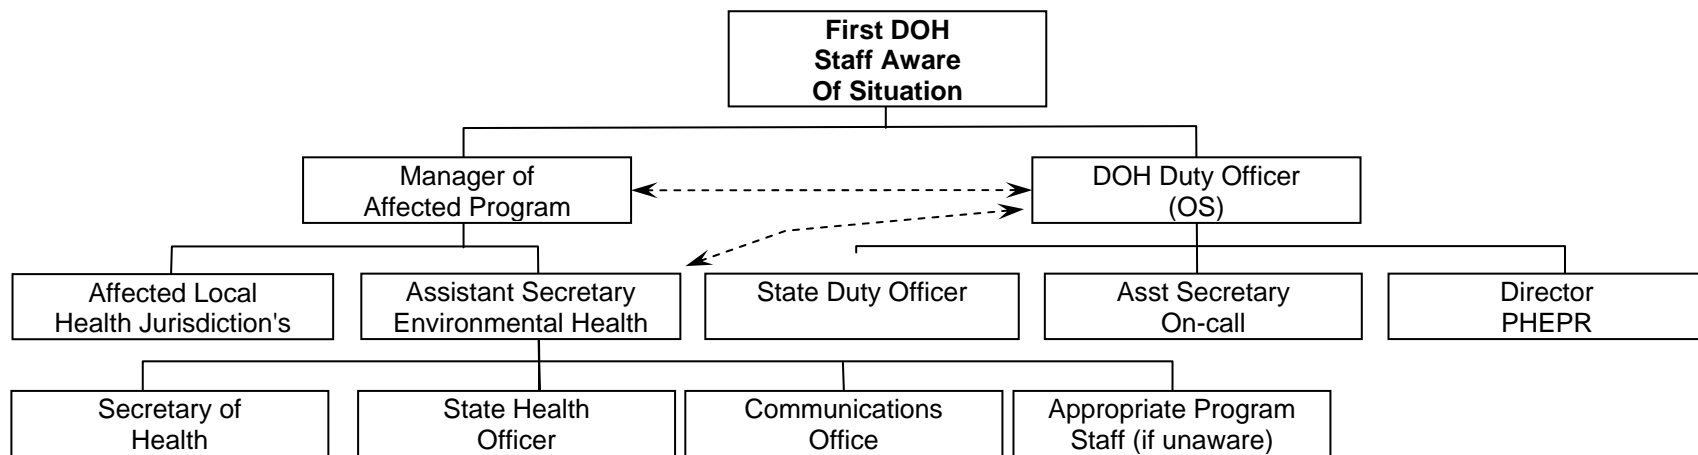 First DOH
Staff Aware
Of Situation
Manager of
Affected Program
DOH Duty Officer
(OS)
Affected Local
Health Jurisdiction's
Assistant Secretary
Environmental Health
State Duty Officer
Asst Secretary
On-call
Director
PHEPR
Secretary of
Health
State Health
Officer
Communications
Office
Appropriate Program
Staff (if unaware)